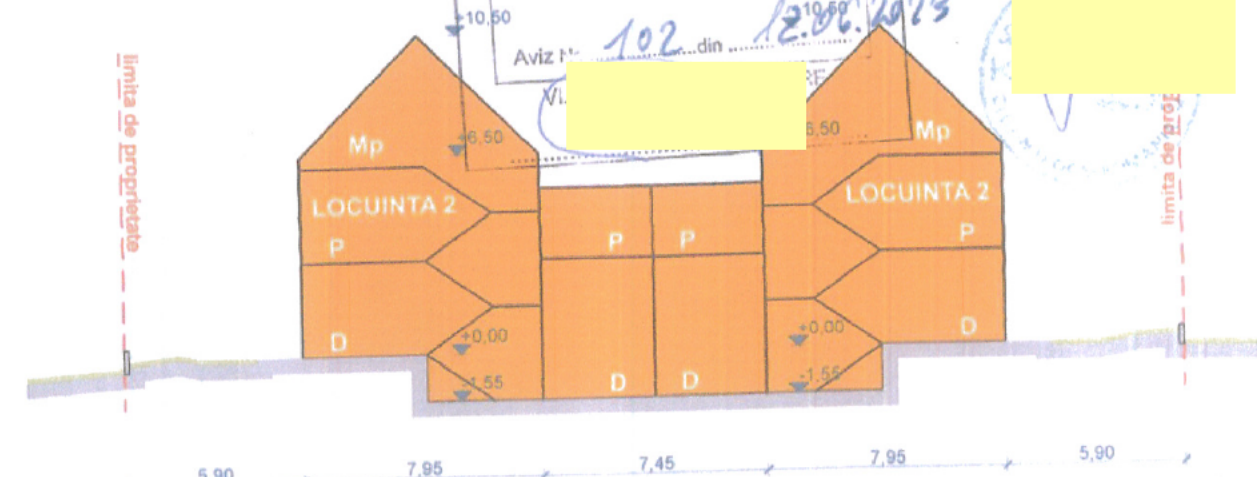 +10,50
10,50
Aviz Nr. 102 din 12.06.2023
limita de proprietate
+6,50
6,50
Mp
Mp
LOCUINTA 2
LOCUINTA 2
P
P
P
P
limita de prop
+0,00
+0,00
D
D
D
D
-1,55
-1,55
5,90
7,95
7,45
7,95
5,90